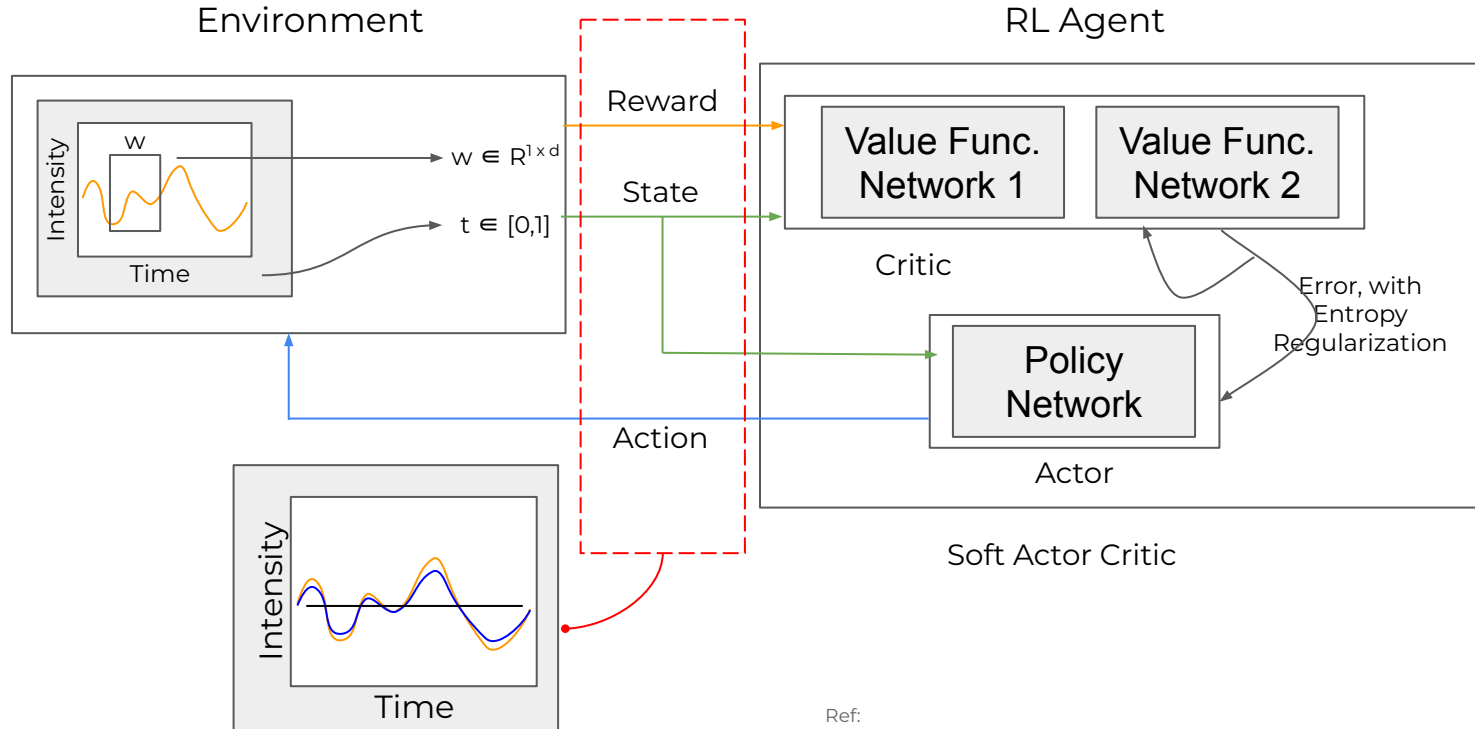 Environment
RL Agent
Reward
w
Intensity
Time
w ∈ R^{1 x d}
t ∈ [0,1]
State
Value Func.
Network 1
Value Func.
Network 2
Critic
Error, with
Entropy
Regularization
Policy
Network
Actor
Action
Soft Actor Critic
Intensity
Time
Ref: